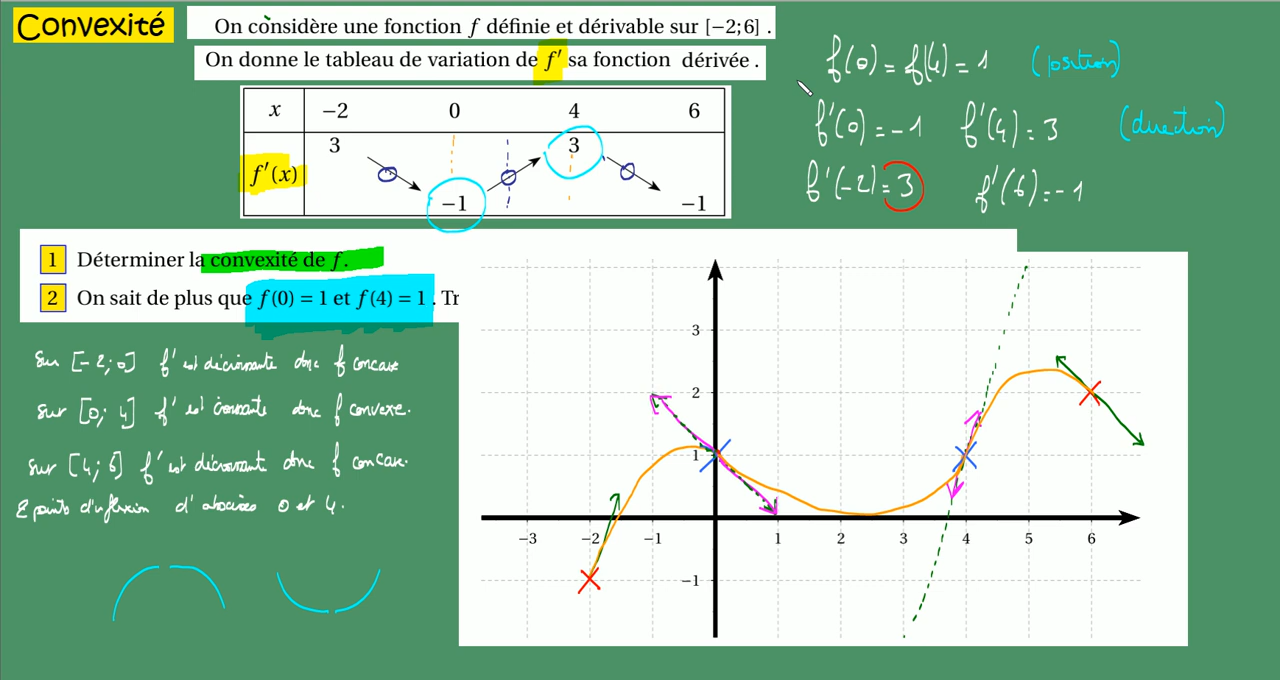 Convexité
On considère une fonction f définie et dérivable sur [−2;6] .
On donne le tableau de variation de f' sa fonction dérivée .
x −2 0 4 6
3 3
f'(x)
−1 −1
f(0) = f(4) = 1 (position)
f'(0) = -1 f'(4) = 3 (direction)
f'(-2) = 3 f'(6) = -1
1 Déterminer la convexité de f.
2 On sait de plus que f(0) = 1 et f(4) = 1 . Tr
Sur [-2; 0] f' est décroissante donc f concave
Sur [0; 4] f' est croissante donc f convexe.
Sur [4; 6] f' est décroissante donc f concave.
2 points d'inflexion d'abscisses 0 et 4.
3
2
1
−3 −2 −1 1 2 3 4 5 6
−1